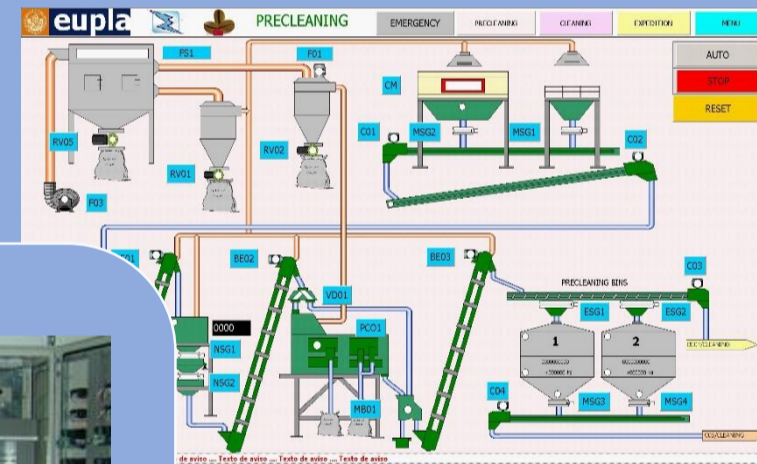 eupla PRECLEANING EMERGENCY PRECLEANING CLEANING EXPEDITION MENU
FS1 F01 AUTO
CM STOP
RESET
C01 MSG2 MSG1 C02
RV05 RV02
RV01
F03
BE02 BE03 C03
PRECLEANING BINS
VD01
ESG1 ESG2
0000 PC01
1 2
NSG1
NSG2
C04 MSG3 MSG4
MB01
de aviso .... Texto de aviso .... Texto de aviso .... Texto de aviso